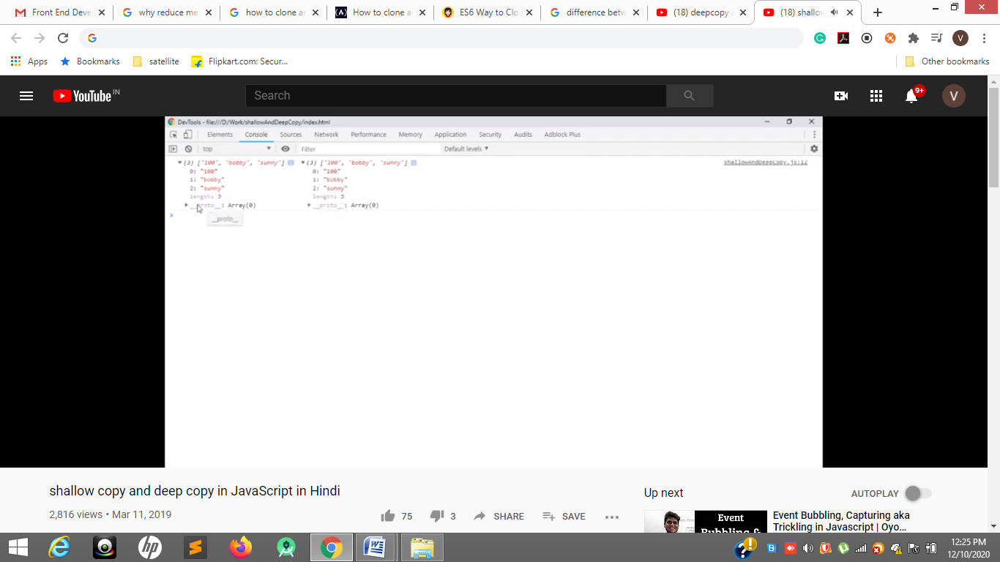 Front End Deve
why reduce me
how to clone ar
How to clone a
ES6 Way to Clo
difference betw
(18) deepcopy a
(18) shallow
V
Apps
Bookmarks
satellite
Flipkart.com: Secur...
Other bookmarks
YouTube IN
Search
9+
V
DevTools - file:///D:/Work/shallowAndDeepCopy/index.html
Elements Console Sources Network Performance Memory Application Security Audits Adblock Plus
top Filter Default levels
(3) ["100", "bobby", "sunny"] (3) ["100", "bobby", "sunny"] shallowAndDeepCopy.js:12
0: "100" 0: "100"
1: "bobby" 1: "bobby"
2: "sunny" 2: "sunny"
length: 3 length: 3
__proto__: Array(0) __proto__: Array(0)
__proto__
shallow copy and deep copy in JavaScript in Hindi
2,816 views • Mar 11, 2019
75 3 SHARE SAVE
Up next
AUTOPLAY
Event
Bubbling &
Event Bubbling, Capturing aka
Trickling in Javascript | Oyo...
12:25 PM
12/10/2020